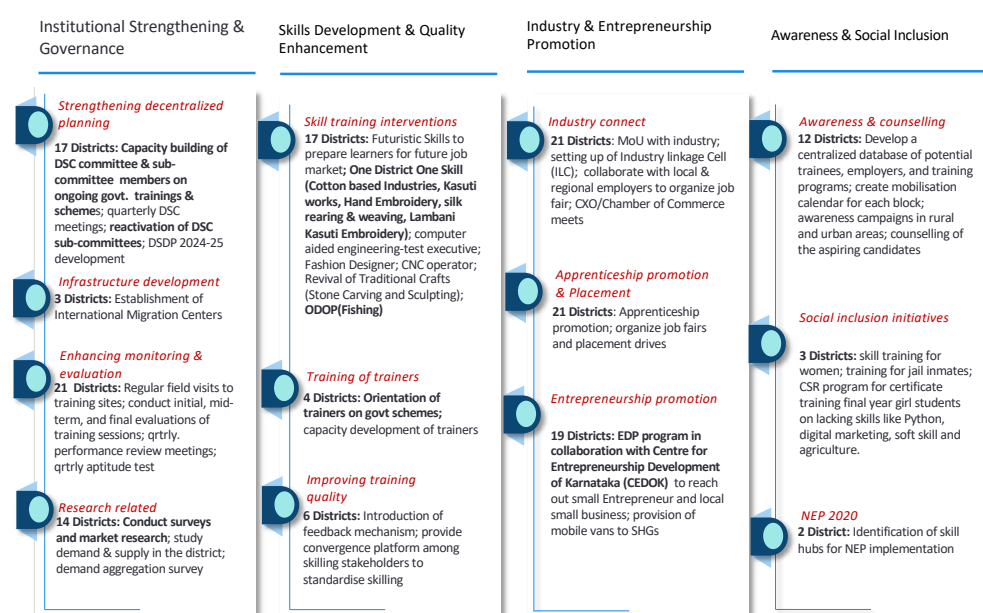 Institutional Strengthening &
Governance
Strengthening decentralized
planning
17 Districts: Capacity building of
DSC committee & sub-
committee members on
ongoing govt. trainings &
schemes; quarterly DSC
meetings; reactivation of DSC
sub-committees; DSDP 2024-25
development
Infrastructure development
3 Districts: Establishment of
International Migration Centers
Enhancing monitoring &
evaluation
21 Districts: Regular field visits to
training sites; conduct initial, mid-
term, and final evaluations of
training sessions; qrtrly.
performance review meetings;
qrtrly aptitude test
Research related
14 Districts: Conduct surveys
and market research; study
demand & supply in the district;
demand aggregation survey
Skills Development & Quality
Enhancement
Skill training interventions
17 Districts: Futuristic Skills to
prepare learners for future job
market; One District One Skill
(Cotton based Industries, Kasuti
works, Hand Embroidery, silk
rearing & weaving, Lambani
Kasuti Embroidery); computer
aided engineering-test executive;
Fashion Designer; CNC operator;
Revival of Traditional Crafts
(Stone Carving and Sculpting);
ODOP(Fishing)
Training of trainers
4 Districts: Orientation of
trainers on govt schemes;
capacity development of trainers
Improving training
quality
6 Districts: Introduction of
feedback mechanism; provide
convergence platform among
skilling stakeholders to
standardise skilling
Industry & Entrepreneurship
Promotion
Industry connect
21 Districts: MoU with industry;
setting up of Industry linkage Cell
(ILC); collaborate with local &
regional employers to organize job
fair; CXO/Chamber of Commerce
meets
Apprenticeship promotion
& Placement
21 Districts: Apprenticeship
promotion; organize job fairs
and placement drives
Entrepreneurship promotion
19 Districts: EDP program in
collaboration with Centre for
Entrepreneurship Development
of Karnataka (CEDOK) to reach
out small Entrepreneur and local
small business; provision of
mobile vans to SHGs
Awareness & Social Inclusion
Awareness & counselling
12 Districts: Develop a
centralized database of potential
trainees, employers, and training
programs; create mobilisation
calendar for each block;
awareness campaigns in rural
and urban areas; counselling of
the aspiring candidates
Social inclusion initiatives
3 Districts: skill training for
women; training for jail inmates;
CSR program for certificate
training final year girl students
on lacking skills like Python,
digital marketing, soft skill and
agriculture.
NEP 2020
2 District: Identification of skill
hubs for NEP implementation